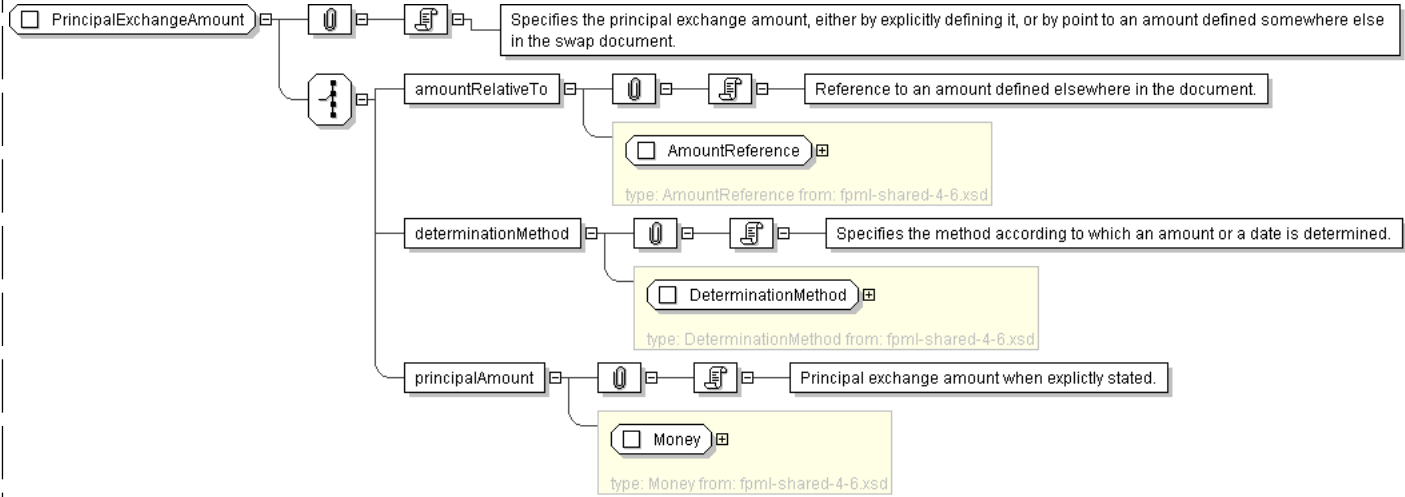 PrincipalExchangeAmount
Specifies the principal exchange amount, either by explicitly defining it, or by point to an amount defined somewhere else
in the swap document.
amountRelativeTo
Reference to an amount defined elsewhere in the document.
AmountReference
type: AmountReference from: fpml-shared-4-6.xsd
determinationMethod
Specifies the method according to which an amount or a date is determined.
DeterminationMethod
type: DeterminationMethod from: fpml-shared-4-6.xsd
principalAmount
Principal exchange amount when explictly stated.
Money
type: Money from: fpml-shared-4-6.xsd